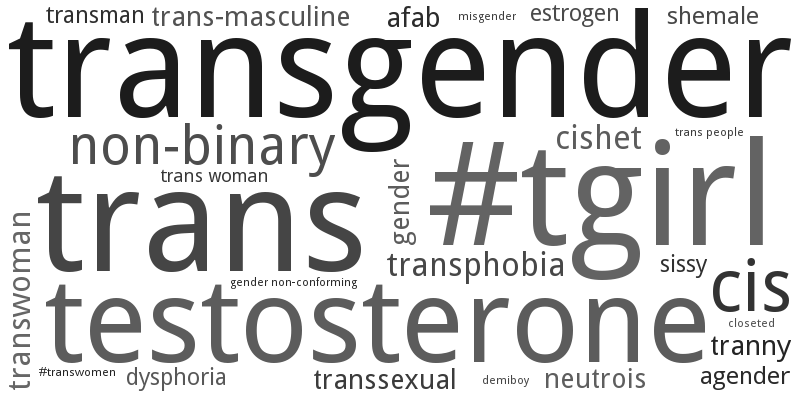 transman trans-masculine afab misgender estrogen shemale
transgender
non-binary cishet trans people
trans woman
#tgirl
trans
gender
transwoman
transphobia sissy
cis
gender non-conforming
testosterone
closeted
tranny
#transwomen dysphoria transsexual demiboy neutrois agender